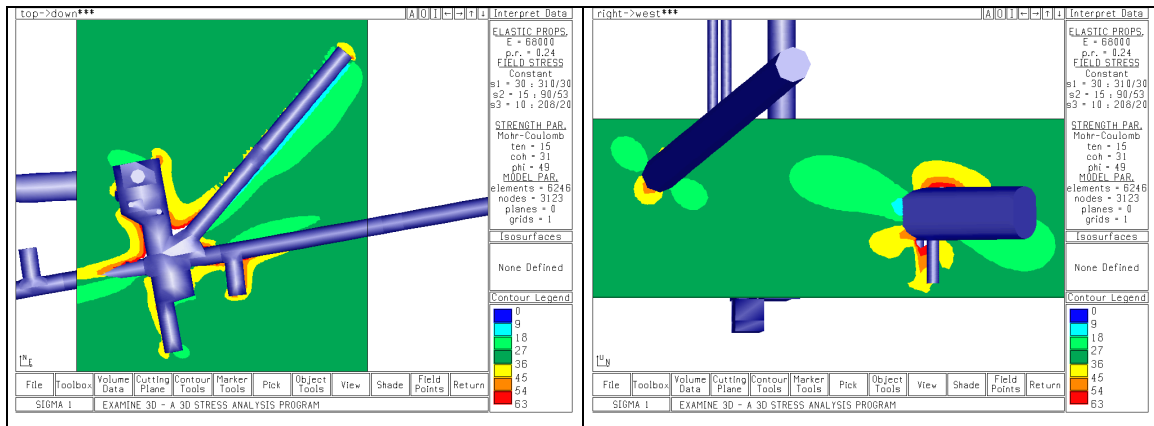 top->down***
A O I ← → ↑ ↓
Interpret Data
ELASTIC PROPS.
E = 68000
p.r. = 0.24
FIELD STRESS
Constant
s1 = 30 : 310/30
s2 = 15 : 90/53
s3 = 10 : 208/20
STRENGTH PAR.
Mohr-Coulomb
ten = 15
coh = 31
phi = 49
MODEL PAR.
elements = 6246
nodes = 3123
planes = 0
grids = 1
Isosurfaces
None Defined
Contour Legend
0
9
18
27
36
45
54
63
N
E
File Toolbox Volume Data Cutting Plane Contour Tools Marker Tools Pick Object Tools View Shade Field Points Return
SIGMA 1 EXAMINE 3D - A 3D STRESS ANALYSIS PROGRAM
right->west***
A O I ← → ↑ ↓
Interpret Data
ELASTIC PROPS.
E = 68000
p.r. = 0.24
FIELD STRESS
Constant
s1 = 30 : 310/30
s2 = 15 : 90/53
s3 = 10 : 208/20
STRENGTH PAR.
Mohr-Coulomb
ten = 15
coh = 31
phi = 49
MODEL PAR.
elements = 6246
nodes = 3123
planes = 0
grids = 1
Isosurfaces
None Defined
Contour Legend
0
9
18
27
36
45
54
63
U
N
File Toolbox Volume Data Cutting Plane Contour Tools Marker Tools Pick Object Tools View Shade Field Points Return
SIGMA 1 EXAMINE 3D - A 3D STRESS ANALYSIS PROGRAM